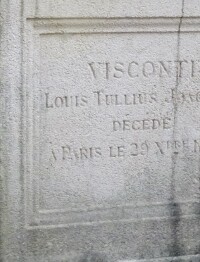 VISCONTI
LOUIS TULLIUS
DÉCÉDÉ
À PARIS LE 29 XBRE